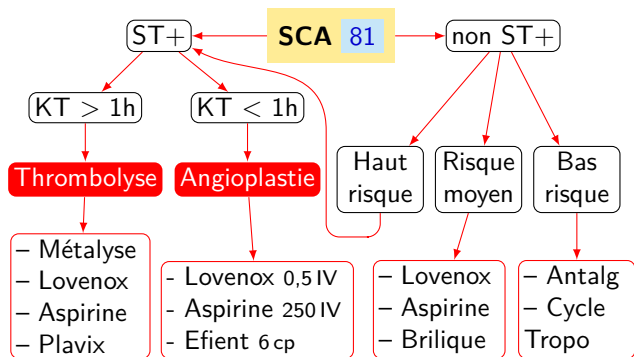 ST+
SCA 81
non ST+
KT > 1h
KT < 1h
Thrombolyse
Angioplastie
Haut
risque
Risque
moyen
Bas
risque
– Métalyse
– Lovenox
– Aspirine
– Plavix
- Lovenox 0,5 IV
- Aspirine 250 IV
- Efient 6 cp
– Lovenox
– Aspirine
– Brilique
– Antalg
– Cycle
Tropo